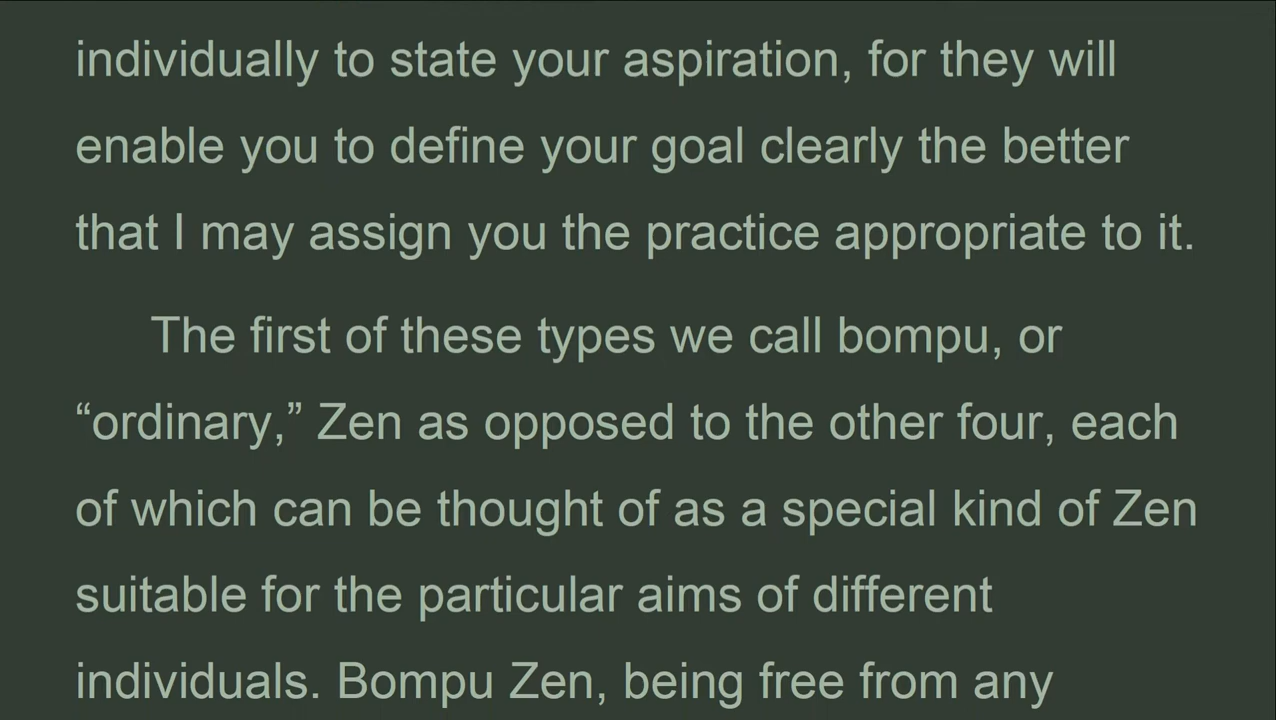 individually to state your aspiration, for they will
enable you to define your goal clearly the better
that I may assign you the practice appropriate to it.
The first of these types we call bompu, or
“ordinary,” Zen as opposed to the other four, each
of which can be thought of as a special kind of Zen
suitable for the particular aims of different
individuals. Bompu Zen, being free from any